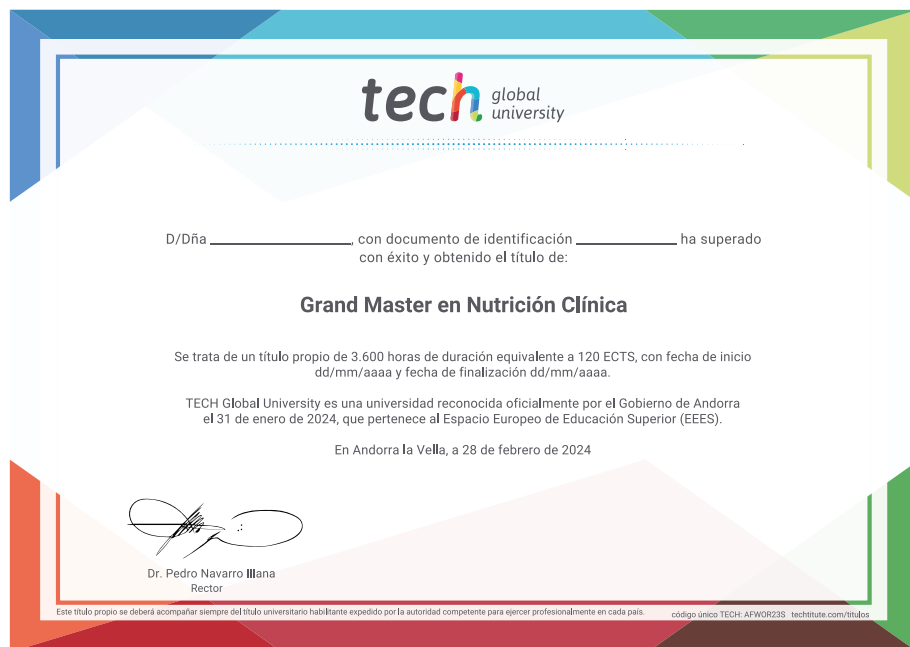 tech global university
D/Dña ________________, con documento de identificación ____________ ha superado
con éxito y obtenido el título de:
Grand Master en Nutrición Clínica
Se trata de un título propio de 3.600 horas de duración equivalente a 120 ECTS, con fecha de inicio
dd/mm/aaaa y fecha de finalización dd/mm/aaaa.
TECH Global University es una universidad reconocida oficialmente por el Gobierno de Andorra
el 31 de enero de 2024, que pertenece al Espacio Europeo de Educación Superior (EEES).
En Andorra la Vella, a 28 de febrero de 2024
Dr. Pedro Navarro Illana
Rector
Este título propio se deberá acompañar siempre del título universitario habilitante expedido por la autoridad competente para ejercer profesionalmente en cada país.
código único TECH: AFWOR23S techtitute.com/titulos